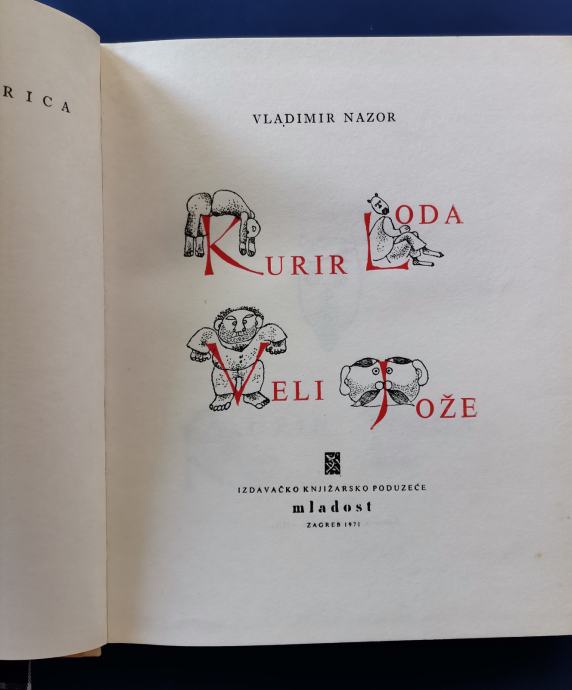 RICA
VLADIMIR NAZOR
KURIR LODA
VELI JOŽE
IZDAVAČKO KNJIŽARSKO PODUZEĆE
mladost
ZAGREB 1971